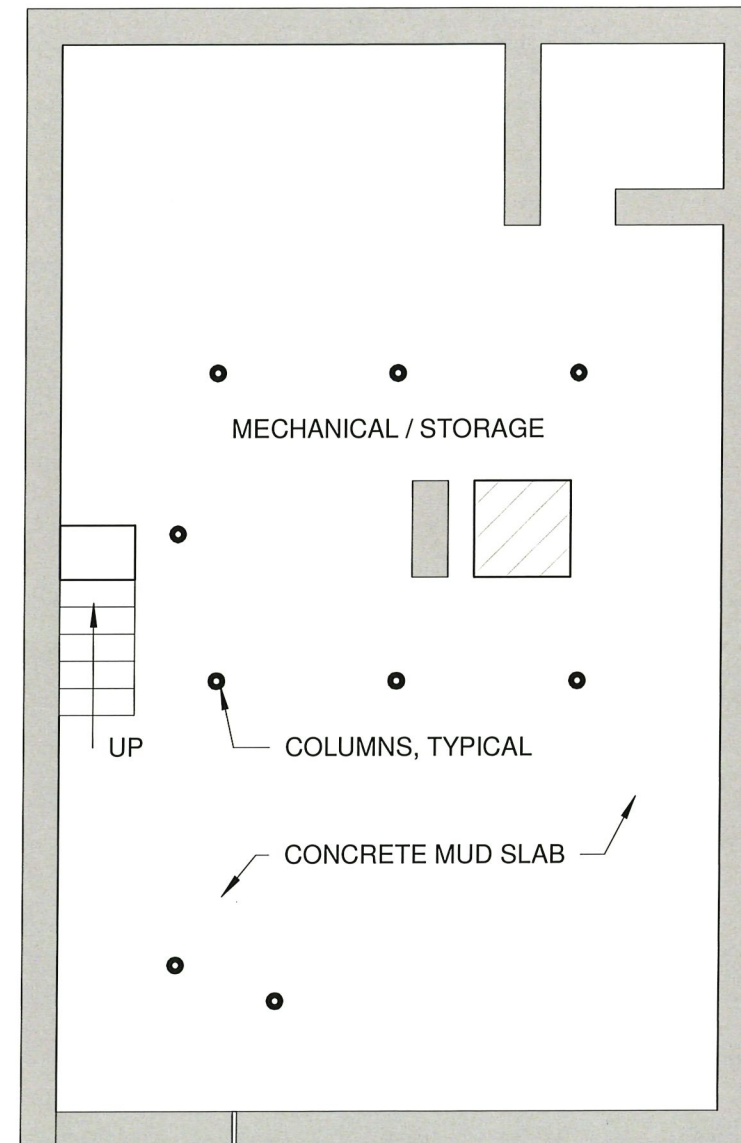 MECHANICAL / STORAGE
UP
COLUMNS, TYPICAL
CONCRETE MUD SLAB